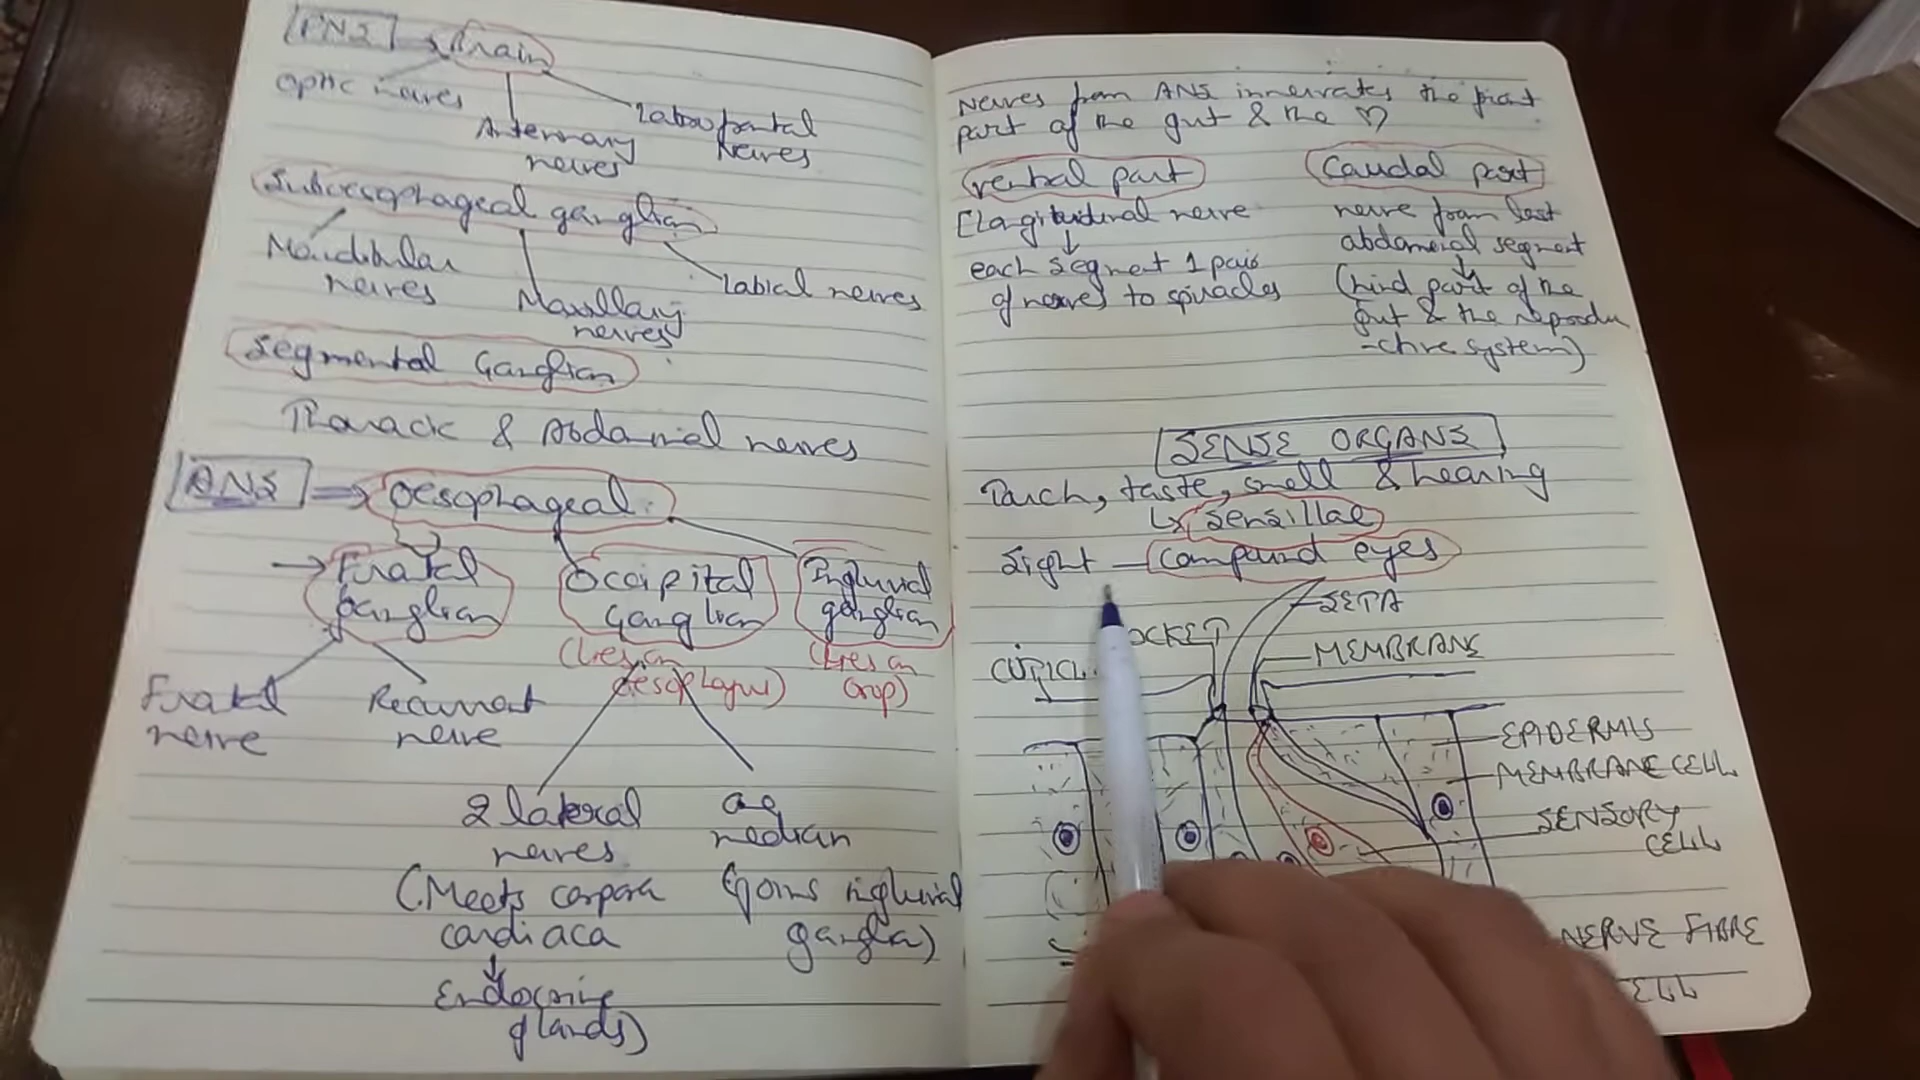 PNS → Brain
Optic nerves
Antennary
nerves
Labrofrontal
Nerves
Suboesophageal ganglion
Mandibular
nerves
Maxillary
nerves
Labial nerves
Segmental Ganglion
Thoracic & Abdominal nerves
ANS ⇒ Oesophageal
→ Frontal
ganglion
Occipital
Ganglion
(Lies on
oesophagus)
Ingluvial
ganglion
(Lies on
crop)
Frontal
nerve
Recurrent
nerve
2 lateral
nerves
(Meets corpora
cardiaca
↓
Endocrine
glands)
median
(joins ingluvial
ganglia)
Nerves from ANS innervates the front
part of the gut & the ♡
Ventral part
[Longitudinal nerve
↓
each segment 1 pair
of nerves to spiracles
Caudal part
nerve from last
abdominal segment
↓
(hind part of the
gut & the reprodu
-ctive system)
SENSE ORGANS
Touch, taste, smell & hearing
↳ Sensillae
Sight — Compound eyes
SETA
OCKET
MEMBRANE
CUTICL
EPIDERMIS
MEMBRANE CELL
SENSORY
CELL
NERVE FIBRE